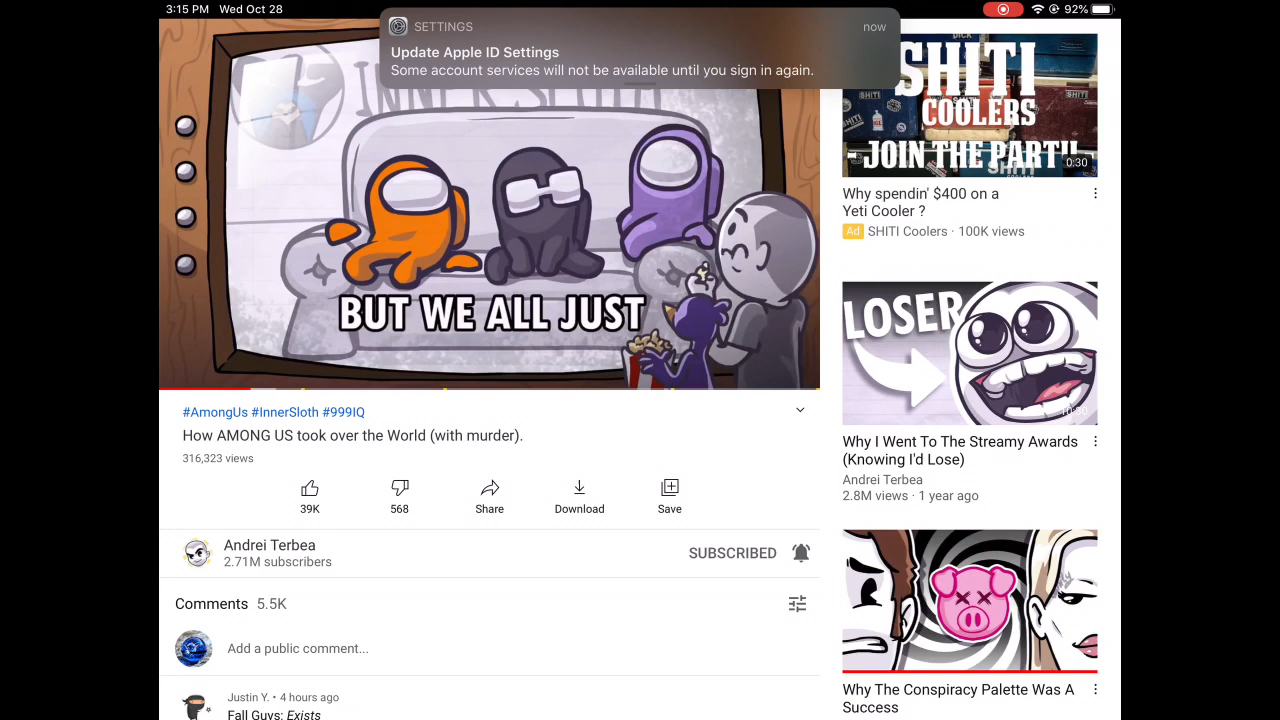 3:15 PM Wed Oct 28
92%
SETTINGS
now
Update Apple ID Settings
Some account services will not be available until you sign in again.
INNERSLOTH
BUT WE ALL JUST
#AmongUs #InnerSloth #999IQ
How AMONG US took over the World (with murder).
316,323 views
39K
568
Share
Download
Save
Andrei Terbea
2.71M subscribers
SUBSCRIBED
Comments 5.5K
Add a public comment...
Justin Y. • 4 hours ago
Fall Guys: Exists
DICK
SHITI
COOLERS
JOIN THE PART!!
SHITI
SHITI
0:30
Why spendin' $400 on a
Yeti Cooler ?
Ad SHITI Coolers · 100K views
LOSER
Why I Went To The Streamy Awards
(Knowing I'd Lose)
Andrei Terbea
2.8M views · 1 year ago
Why The Conspiracy Palette Was A
Success